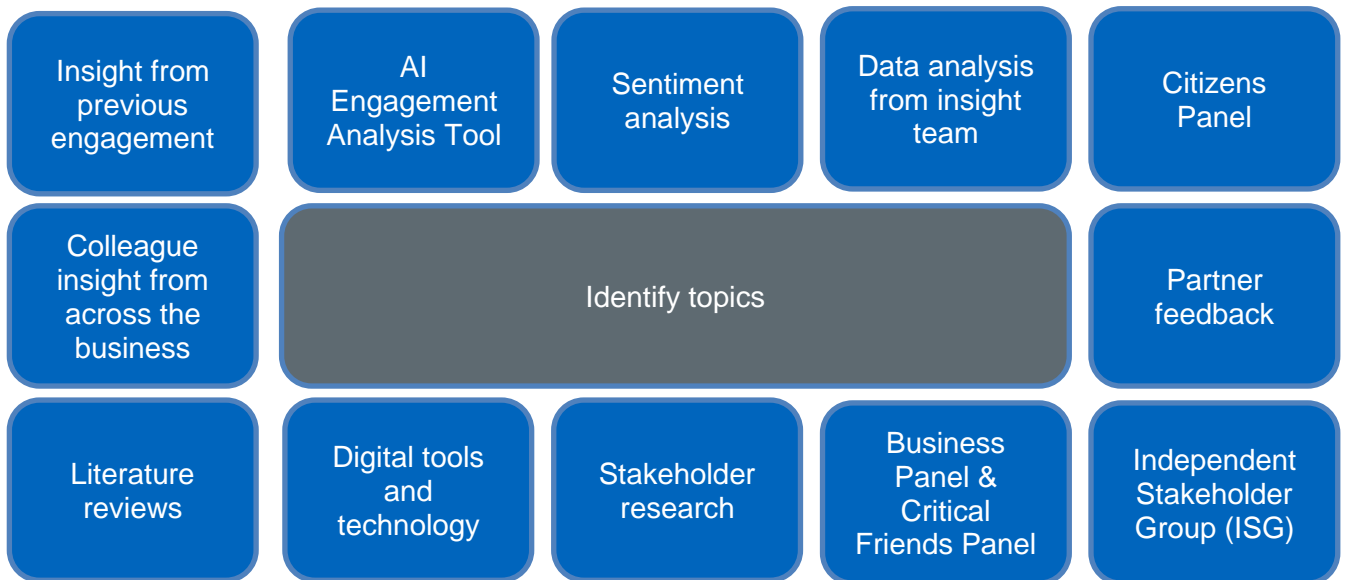 Insight from
previous
engagement
AI
Engagement
Analysis Tool
Sentiment
analysis
Data analysis
from insight
team
Citizens
Panel
Colleague
insight from
across the
business
Identify topics
Partner
feedback
Literature
reviews
Digital tools
and
technology
Stakeholder
research
Business
Panel &
Critical
Friends Panel
Independent
Stakeholder
Group (ISG)